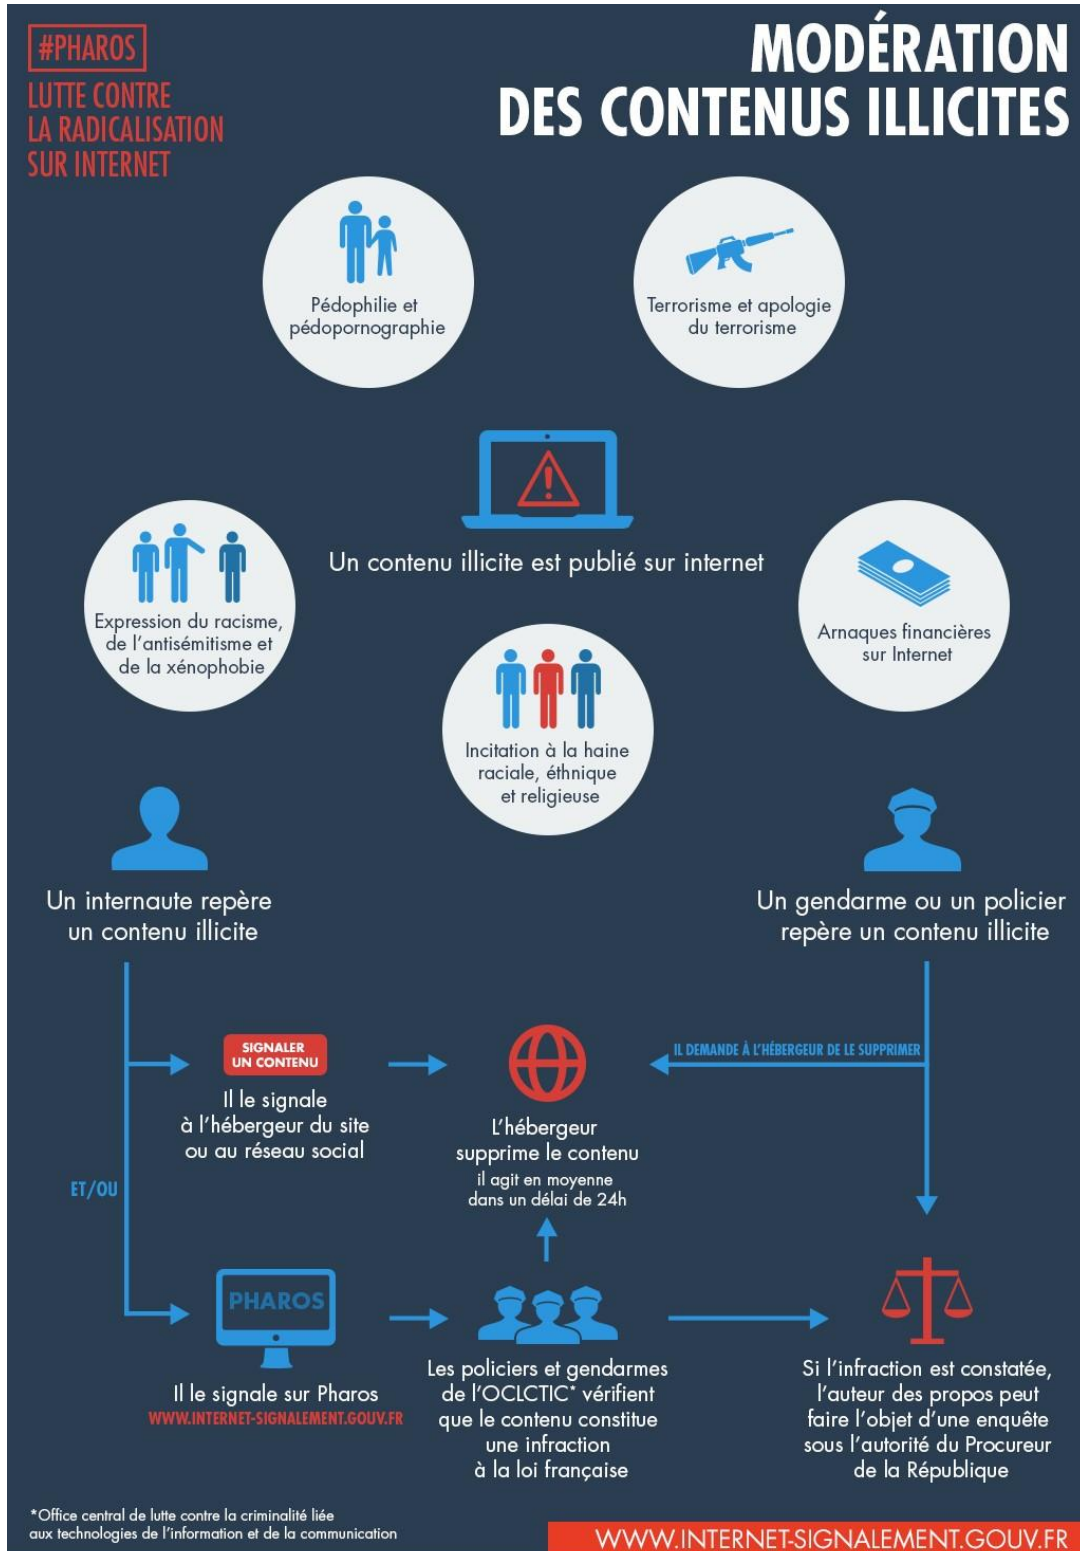 #PHAROS
LUTTE CONTRE
LA RADICALISATION
SUR INTERNET
MODÉRATION
DES CONTENUS ILLICITES
Pédophilie et
pédopornographie
Terrorisme et apologie
du terrorisme
Un contenu illicite est publié sur internet
Expression du racisme,
de l'antisémitisme et
de la xénophobie
Arnaques financières
sur Internet
Incitation à la haine
raciale, éthnique
et religieuse
Un internaute repère
un contenu illicite
Un gendarme ou un policier
repère un contenu illicite
SIGNALER
UN CONTENU
Il le signale
à l'hébergeur du site
ou au réseau social
L'hébergeur
supprime le contenu
il agit en moyenne
dans un délai de 24h
IL DEMANDE À L'HÉBERGEUR DE LE SUPPRIMER
ET/OU
PHAROS
Il le signale sur Pharos
WWW.INTERNET-SIGNALEMENT.GOUV.FR
Les policiers et gendarmes
de l'OCLCTIC* vérifient
que le contenu constitue
une infraction
à la loi française
Si l'infraction est constatée,
l'auteur des propos peut
faire l'objet d'une enquête
sous l'autorité du Procureur
de la République
*Office central de lutte contre la criminalité liée
aux technologies de l'information et de la communication
WWW.INTERNET-SIGNALEMENT.GOUV.FR